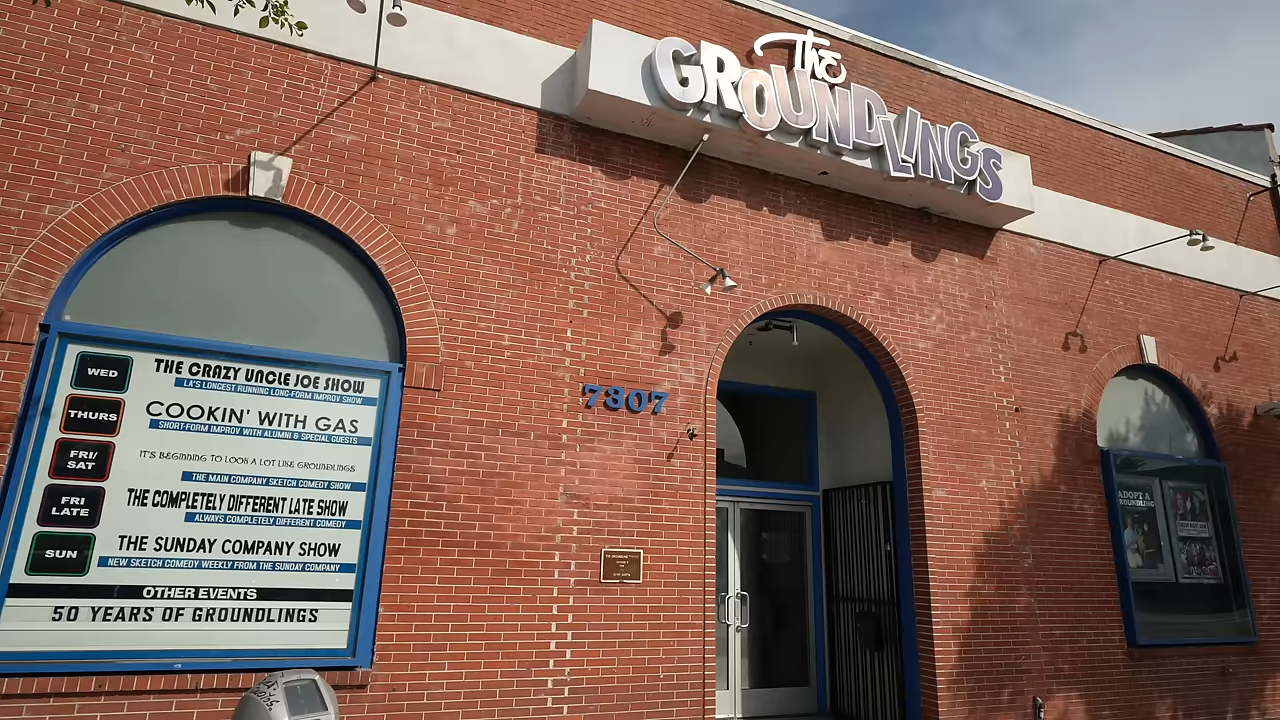 The
GROUNDLINGS
WED
THE CRAZY UNCLE JOE SHOW
LA'S LONGEST RUNNING LONG-FORM IMPROV SHOW
THURS
COOKIN' WITH GAS
SHORT-FORM IMPROV WITH ALUMNI & SPECIAL GUESTS
FRI/
SAT
IT'S BEGINNING TO LOOK A LOT LIKE GROUNDLINGS
THE MAIN COMPANY SKETCH COMEDY SHOW
FRI
LATE
THE COMPLETELY DIFFERENT LATE SHOW
ALWAYS COMPLETELY DIFFERENT COMEDY
SUN
THE SUNDAY COMPANY SHOW
NEW SKETCH COMEDY WEEKLY FROM THE SUNDAY COMPANY
OTHER EVENTS
50 YEARS OF GROUNDLINGS
7307
ADOPT A